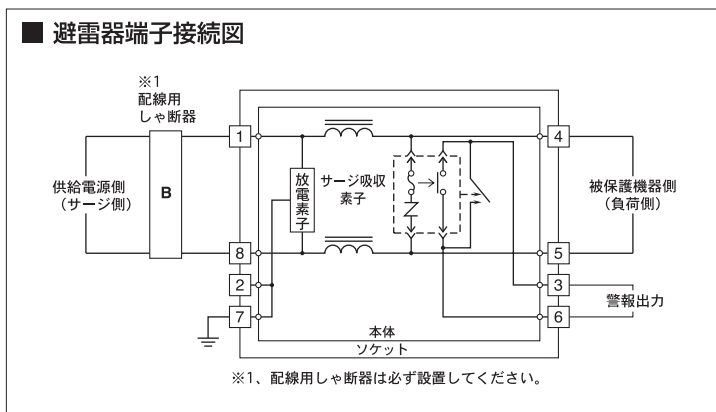 ■ 避雷器端子接続図
※1
配線用
しゃ断器
供給電源側
（サージ側）
B
1
8
2
7
放電素子
サージ吸収
素子
4
5
3
6
被保護機器側
（負荷側）
警報出力
本体
ソケット
※1、配線用しゃ断器は必ず設置してください。